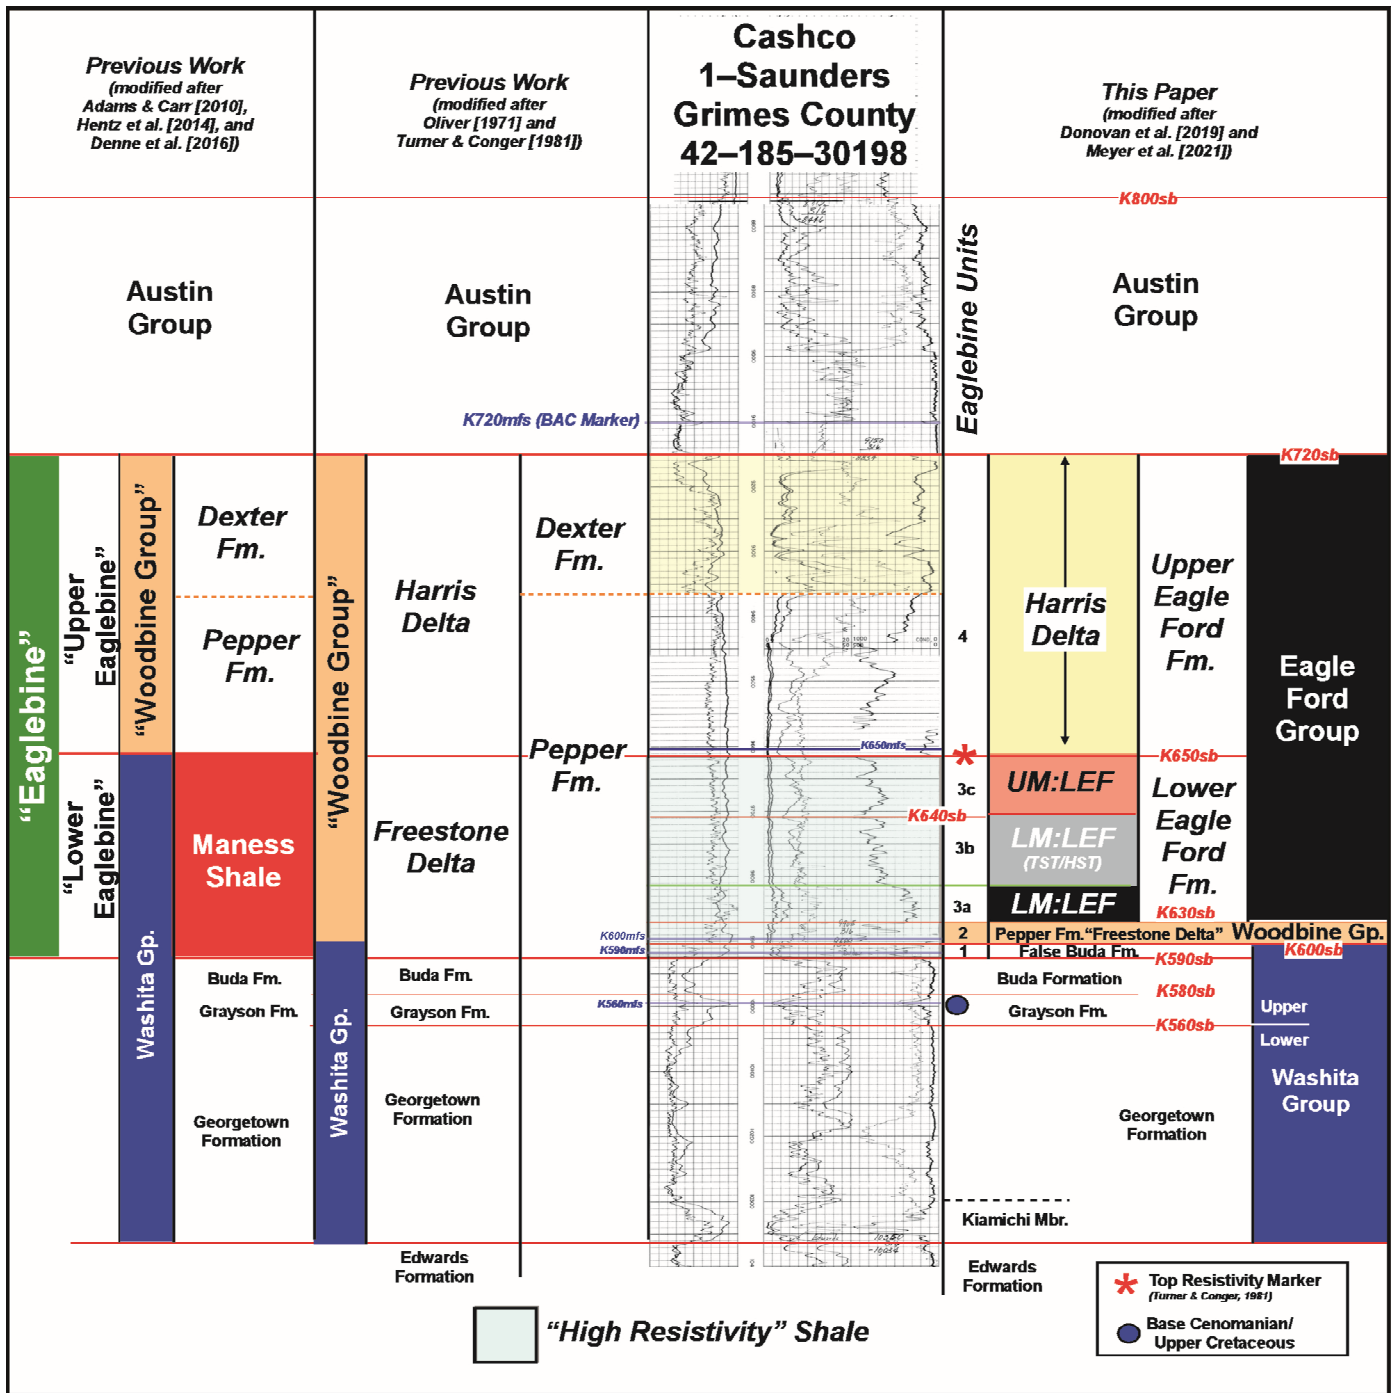 Previous Work
(modified after
Adams & Carr [2010],
Hentz et al. [2014], and
Denne et al. [2016])
Previous Work
(modified after
Oliver [1971] and
Turner & Conger [1981])
Cashco
1–Saunders
Grimes County
42–185–30198
This Paper
(modified after
Donovan et al. [2019] and
Meyer et al. [2021])
K800sb
Austin
Group
Austin
Group
Eaglebine Units
Austin
Group
K720mfs (BAC Marker)
K720sb
"Eaglebine"
"Upper
Eaglebine"
"Lower
Eaglebine"
"Woodbine Group"
Washita Gp.
Dexter
Fm.
Pepper
Fm.
Maness
Shale
Buda Fm.
Grayson Fm.
Georgetown
Formation
"Woodbine Group"
Washita Gp.
Harris
Delta
Freestone
Delta
Buda Fm.
Grayson Fm.
Georgetown
Formation
Edwards
Formation
Dexter
Fm.
Pepper
Fm.
K650mfs
K600mfs
K590mfs
K560mfs
4
3c
3b
3a
2
1
Harris
Delta
UM:LEF
K640sb
LM:LEF
(TST/HST)
LM:LEF
Upper
Eagle
Ford
Fm.
K650sb
Lower
Eagle
Ford
Fm.
K630sb
Eagle
Ford
Group
Pepper Fm."Freestone Delta"
Woodbine Gp.
False Buda Fm.
K600sb
K590sb
Buda Formation
K580sb
Grayson Fm.
K560sb
Upper
Lower
Washita
Group
Georgetown
Formation
Kiamichi Mbr.
Edwards
Formation
"High Resistivity" Shale
* Top Resistivity Marker
(Turner & Conger, 1981)
Base Cenomanian/
Upper Cretaceous